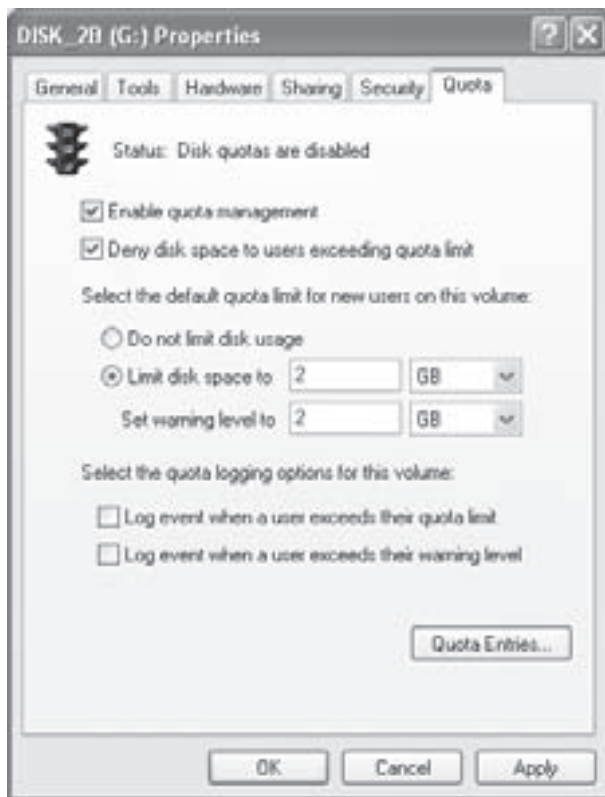 DISK_2B (G:) Properties
General Tools Hardware Sharing Security Quota
Status: Disk quotas are disabled
Enable quota management
Deny disk space to users exceeding quota limit
Select the default quota limit for new users on this volume:
Do not limit disk usage
Limit disk space to 2 GB
Set warning level to 2 GB
Select the quota logging options for this volume:
Log event when a user exceeds their quota limit
Log event when a user exceeds their warning level
Quota Entries...
OK Cancel Apply